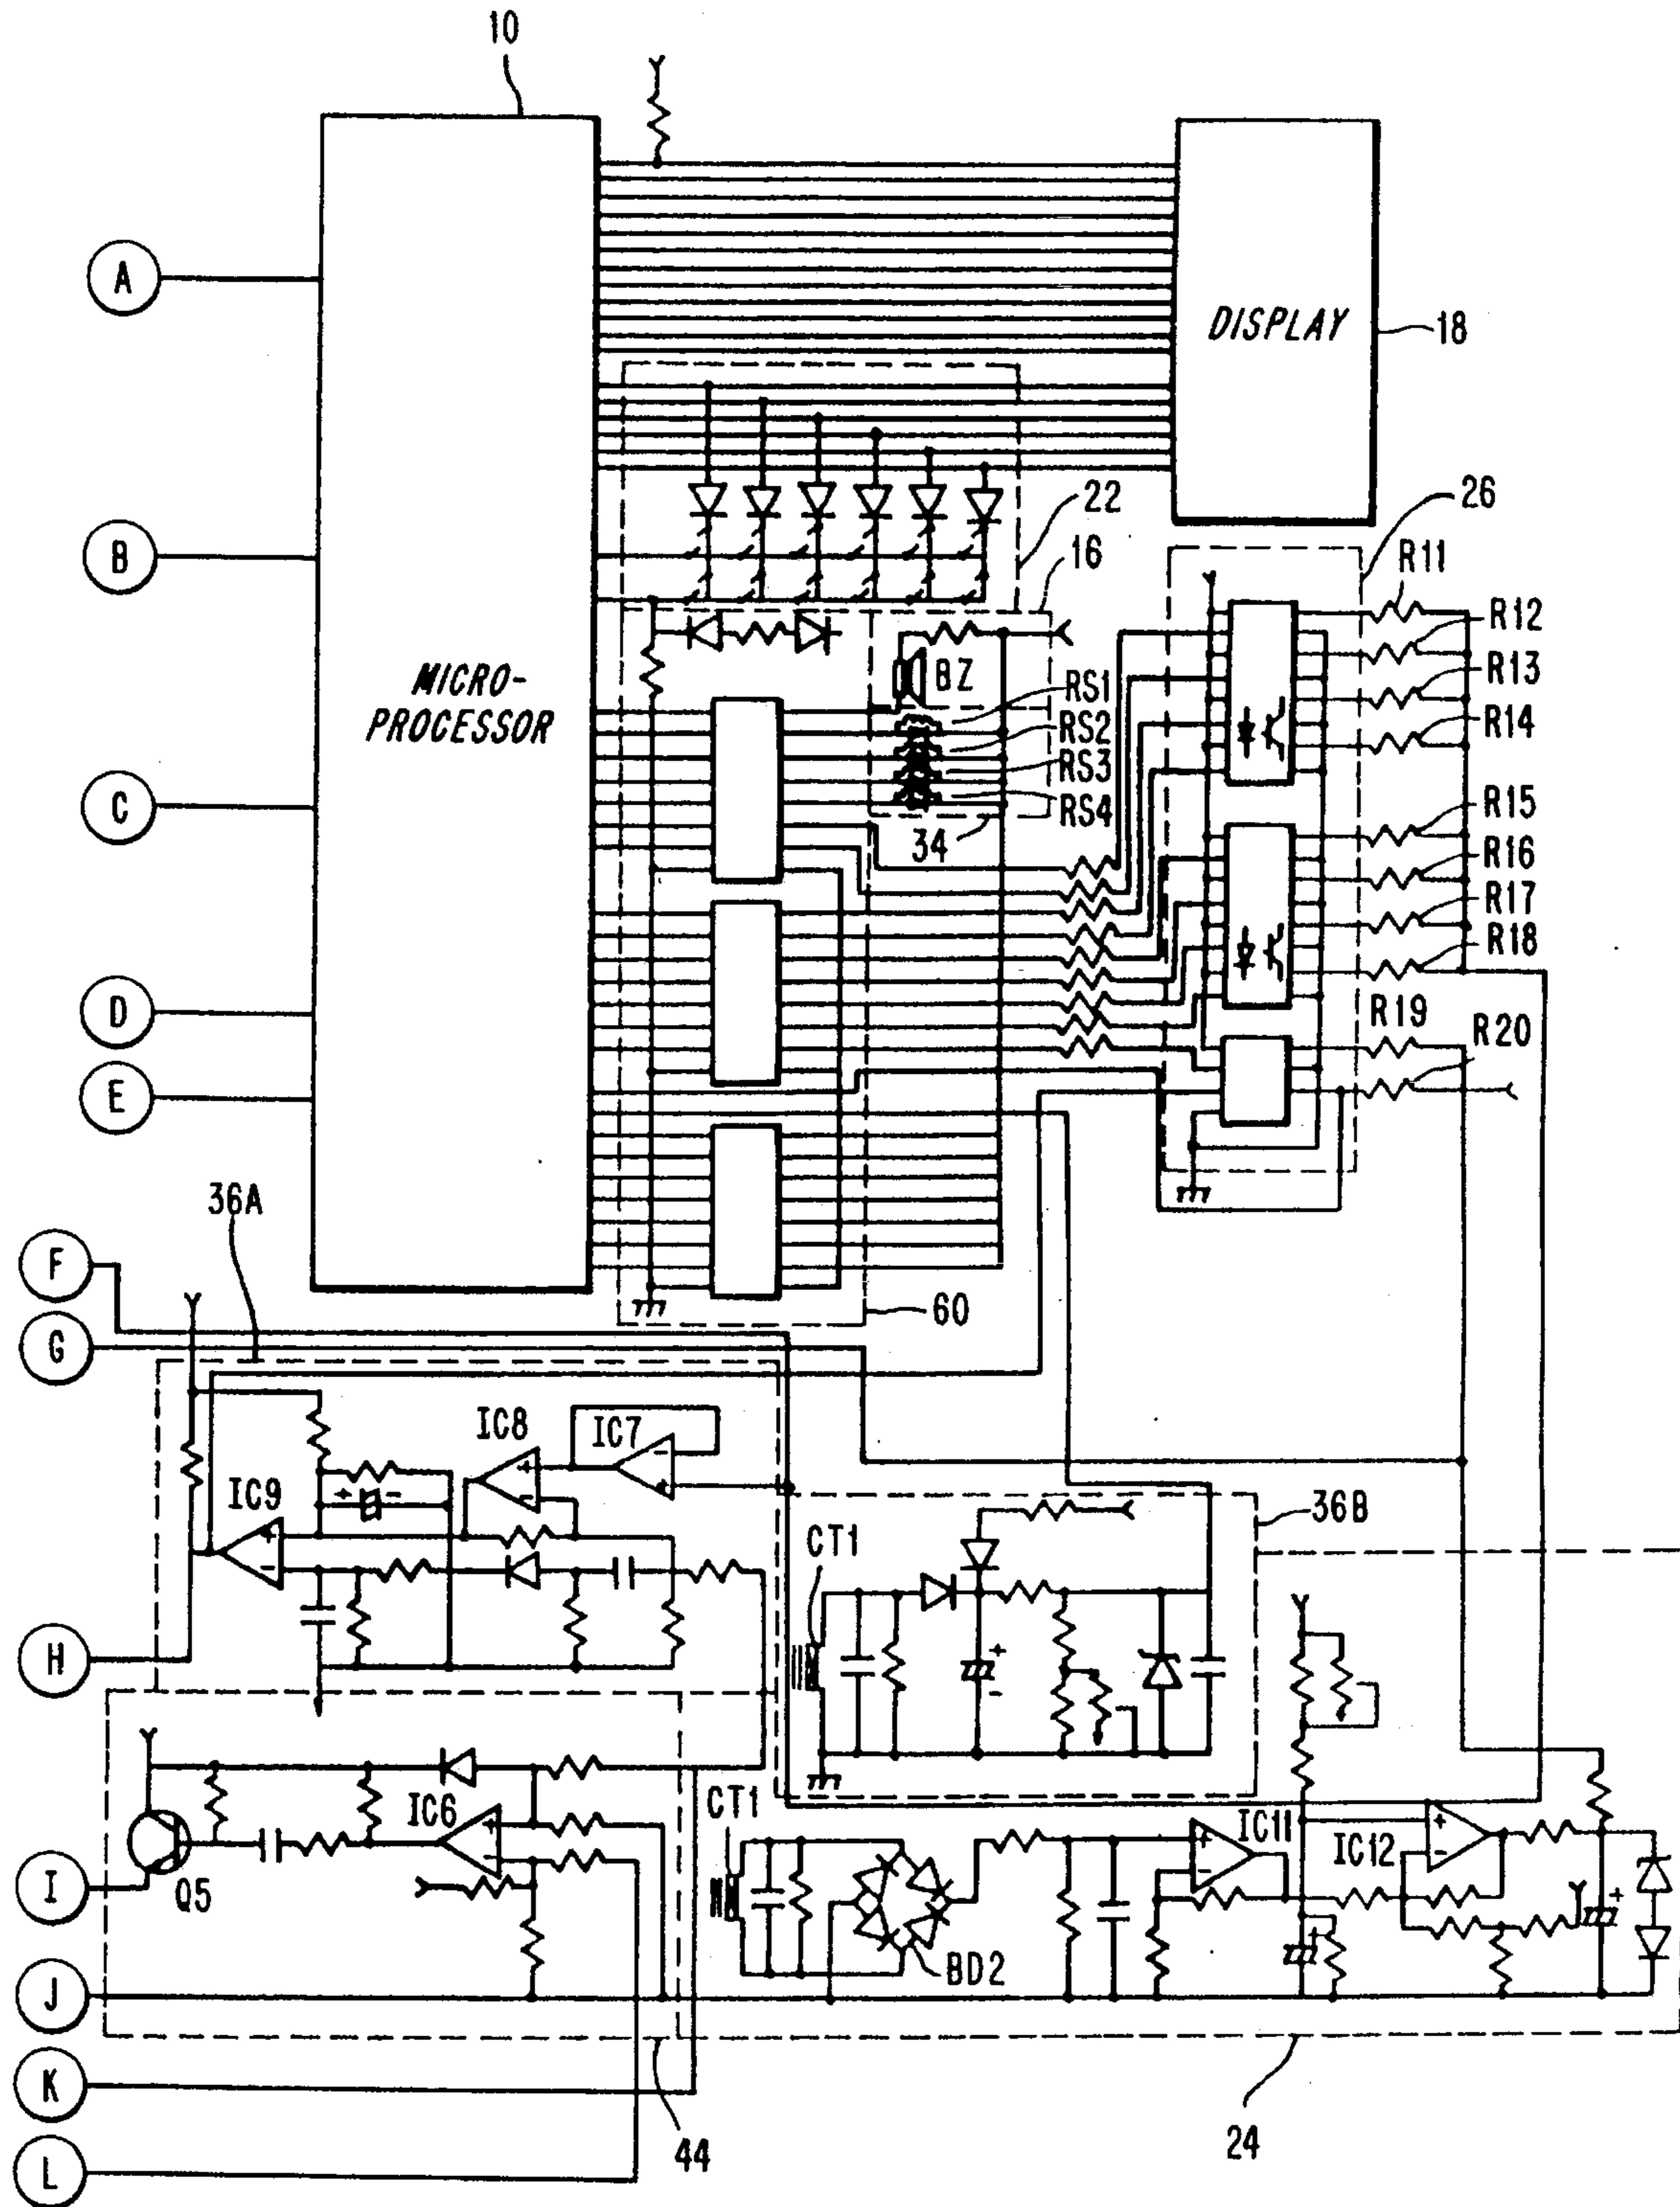 10
A
MICRO-
PROCESSOR
DISPLAY
18
B
22
16
26
R11
R12
R13
R14
BZ
RS1
RS2
RS3
RS4
34
C
R15
R16
R17
R18
D
R19
R20
E
36A
F
G
60
IC8
IC7
IC9
36B
CT1
H
IC6
Q5
I
CT1
BD2
IC11
IC12
+
-
J
K
L
44
24